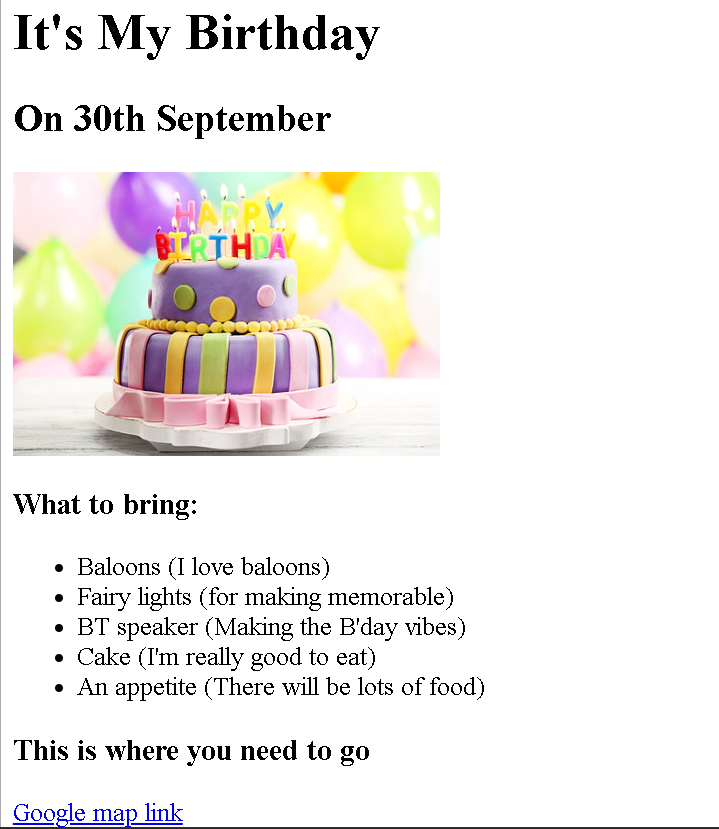 It's My Birthday
On 30th September
HAPPY
BIRTHDAY
What to bring:
Baloons (I love baloons)
Fairy lights (for making memorable)
BT speaker (Making the B'day vibes)
Cake (I'm really good to eat)
An appetite (There will be lots of food)
This is where you need to go
Google map link